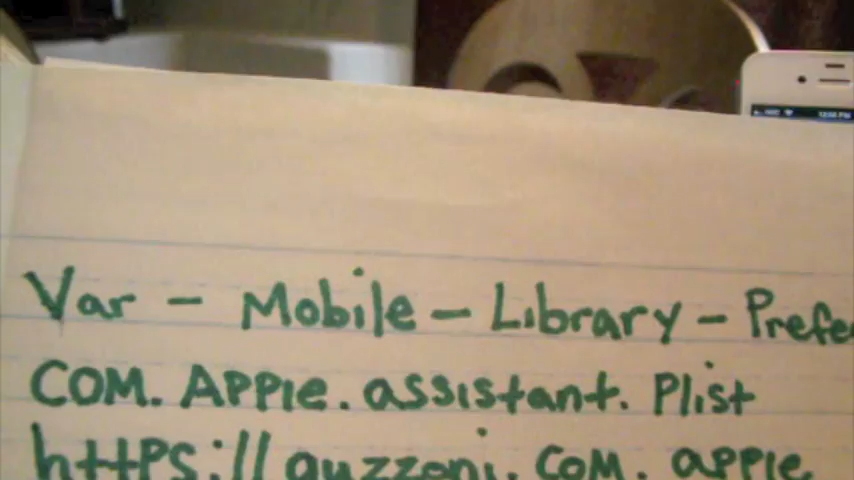 Var - Mobile - Library - Prefe
COM. APPle. assistant. Plist
https://guzzoni. COM. apple